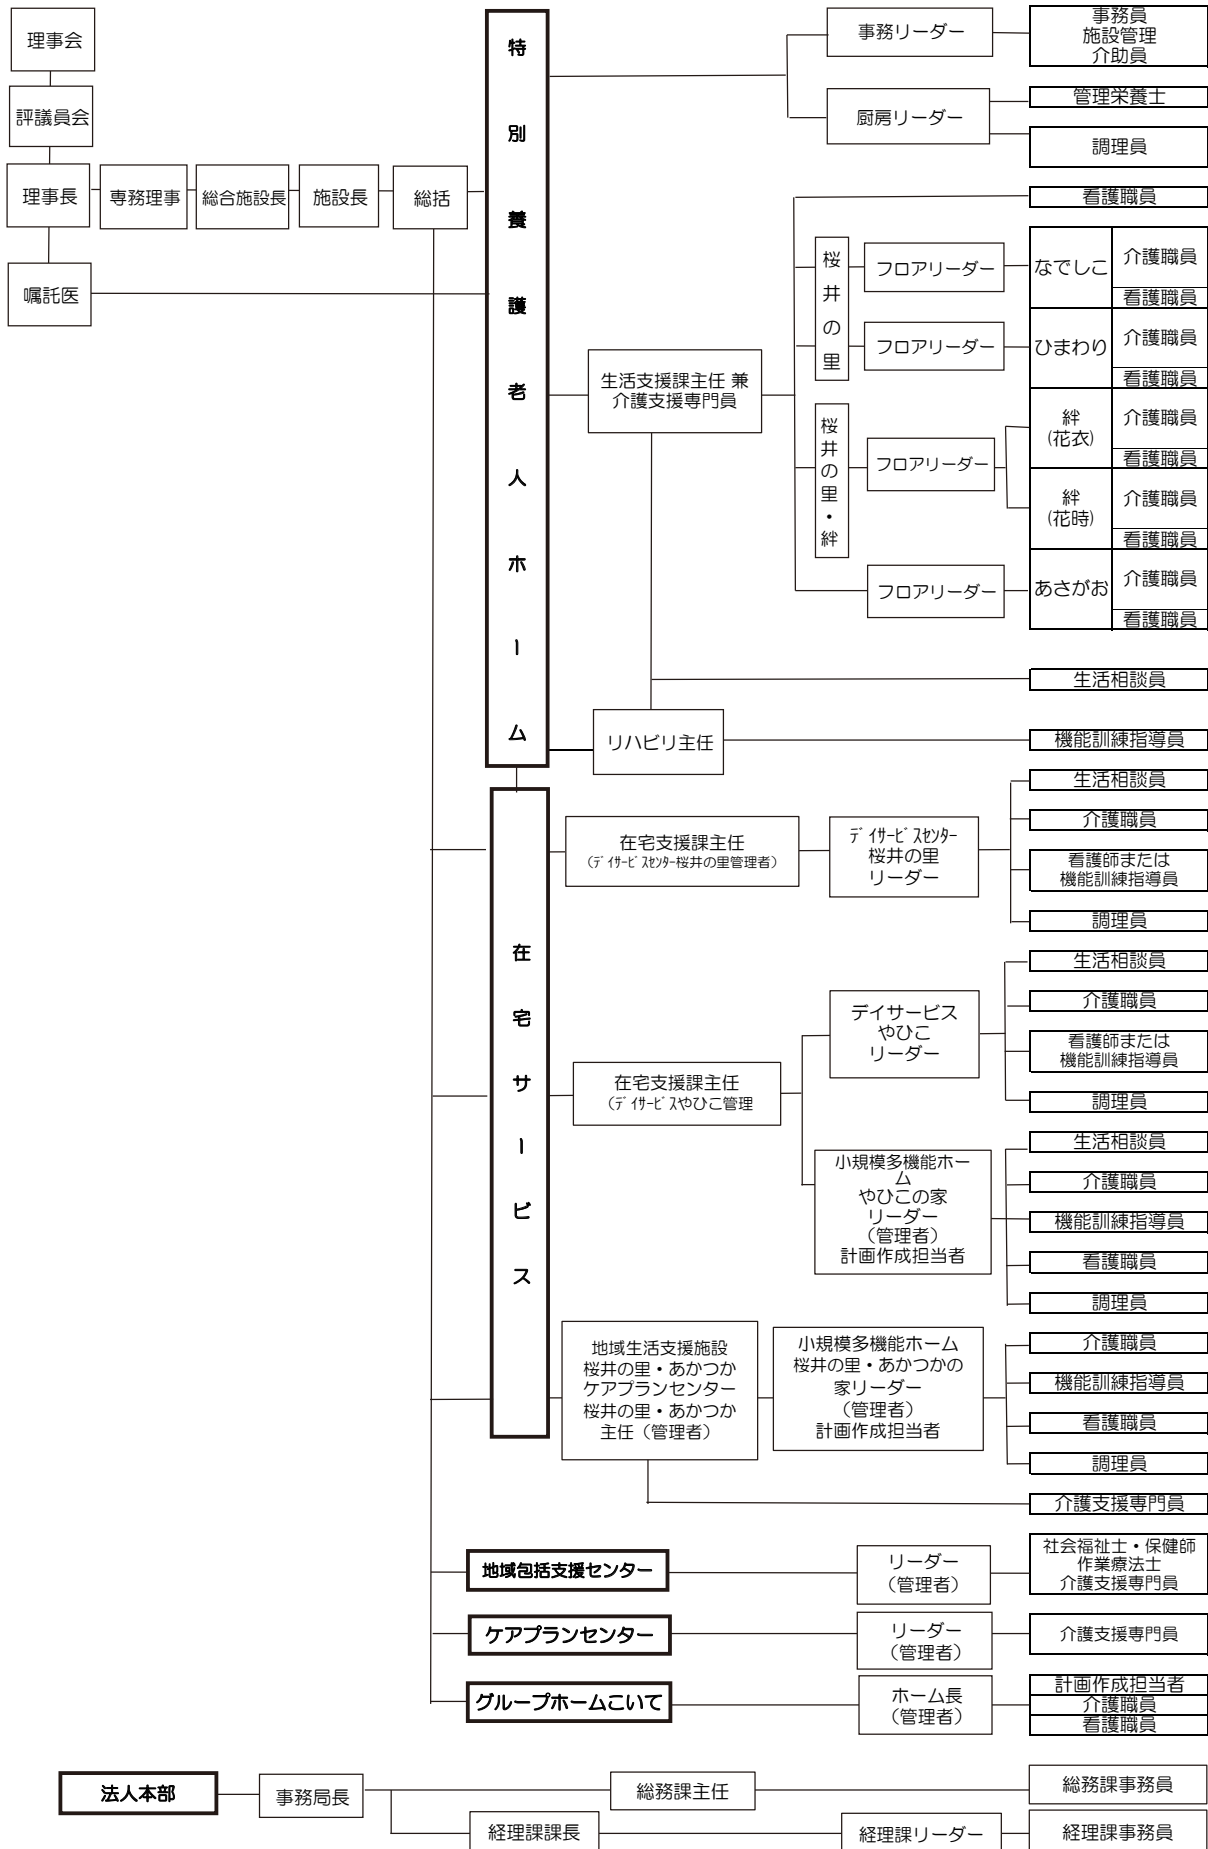 理事会
評議員会
理事長
専務理事
総合施設長
施設長
総括
嘱託医
特別養護老人ホーム
事務リーダー
事務員
施設管理
介助員
厨房リーダー
管理栄養士
調理員
生活支援課主任 兼
介護支援専門員
看護職員
桜井の里
フロアリーダー
なでしこ
介護職員
看護職員
フロアリーダー
ひまわり
介護職員
看護職員
桜井の里・絆
フロアリーダー
絆
(花衣)
介護職員
看護職員
絆
(花時)
介護職員
看護職員
フロアリーダー
あさがお
介護職員
看護職員
生活相談員
リハビリ主任
機能訓練指導員
在宅サービス
在宅支援課主任
(ﾃﾞｲｻｰﾋﾞｽｾﾝﾀｰ桜井の里管理者)
ﾃﾞｲｻｰﾋﾞｽｾﾝﾀｰ
桜井の里
リーダー
生活相談員
介護職員
看護師または
機能訓練指導員
調理員
在宅支援課主任
(ﾃﾞｲｻｰﾋﾞｽやひこ管理
デイサービス
やひこ
リーダー
生活相談員
介護職員
看護師または
機能訓練指導員
調理員
小規模多機能ホー
ム
やひこの家
リーダー
（管理者）
計画作成担当者
生活相談員
介護職員
機能訓練指導員
看護職員
調理員
地域生活支援施設
桜井の里・あかつか
ケアプランセンター
桜井の里・あかつか
主任（管理者）
小規模多機能ホーム
桜井の里・あかつかの
家リーダー
（管理者）
計画作成担当者
介護職員
機能訓練指導員
看護職員
調理員
介護支援専門員
地域包括支援センター
リーダー
（管理者）
社会福祉士・保健師
作業療法士
介護支援専門員
ケアプランセンター
リーダー
（管理者）
介護支援専門員
グループホームこいて
ホーム長
（管理者）
計画作成担当者
介護職員
看護職員
法人本部
事務局長
総務課主任
総務課事務員
経理課課長
経理課リーダー
経理課事務員